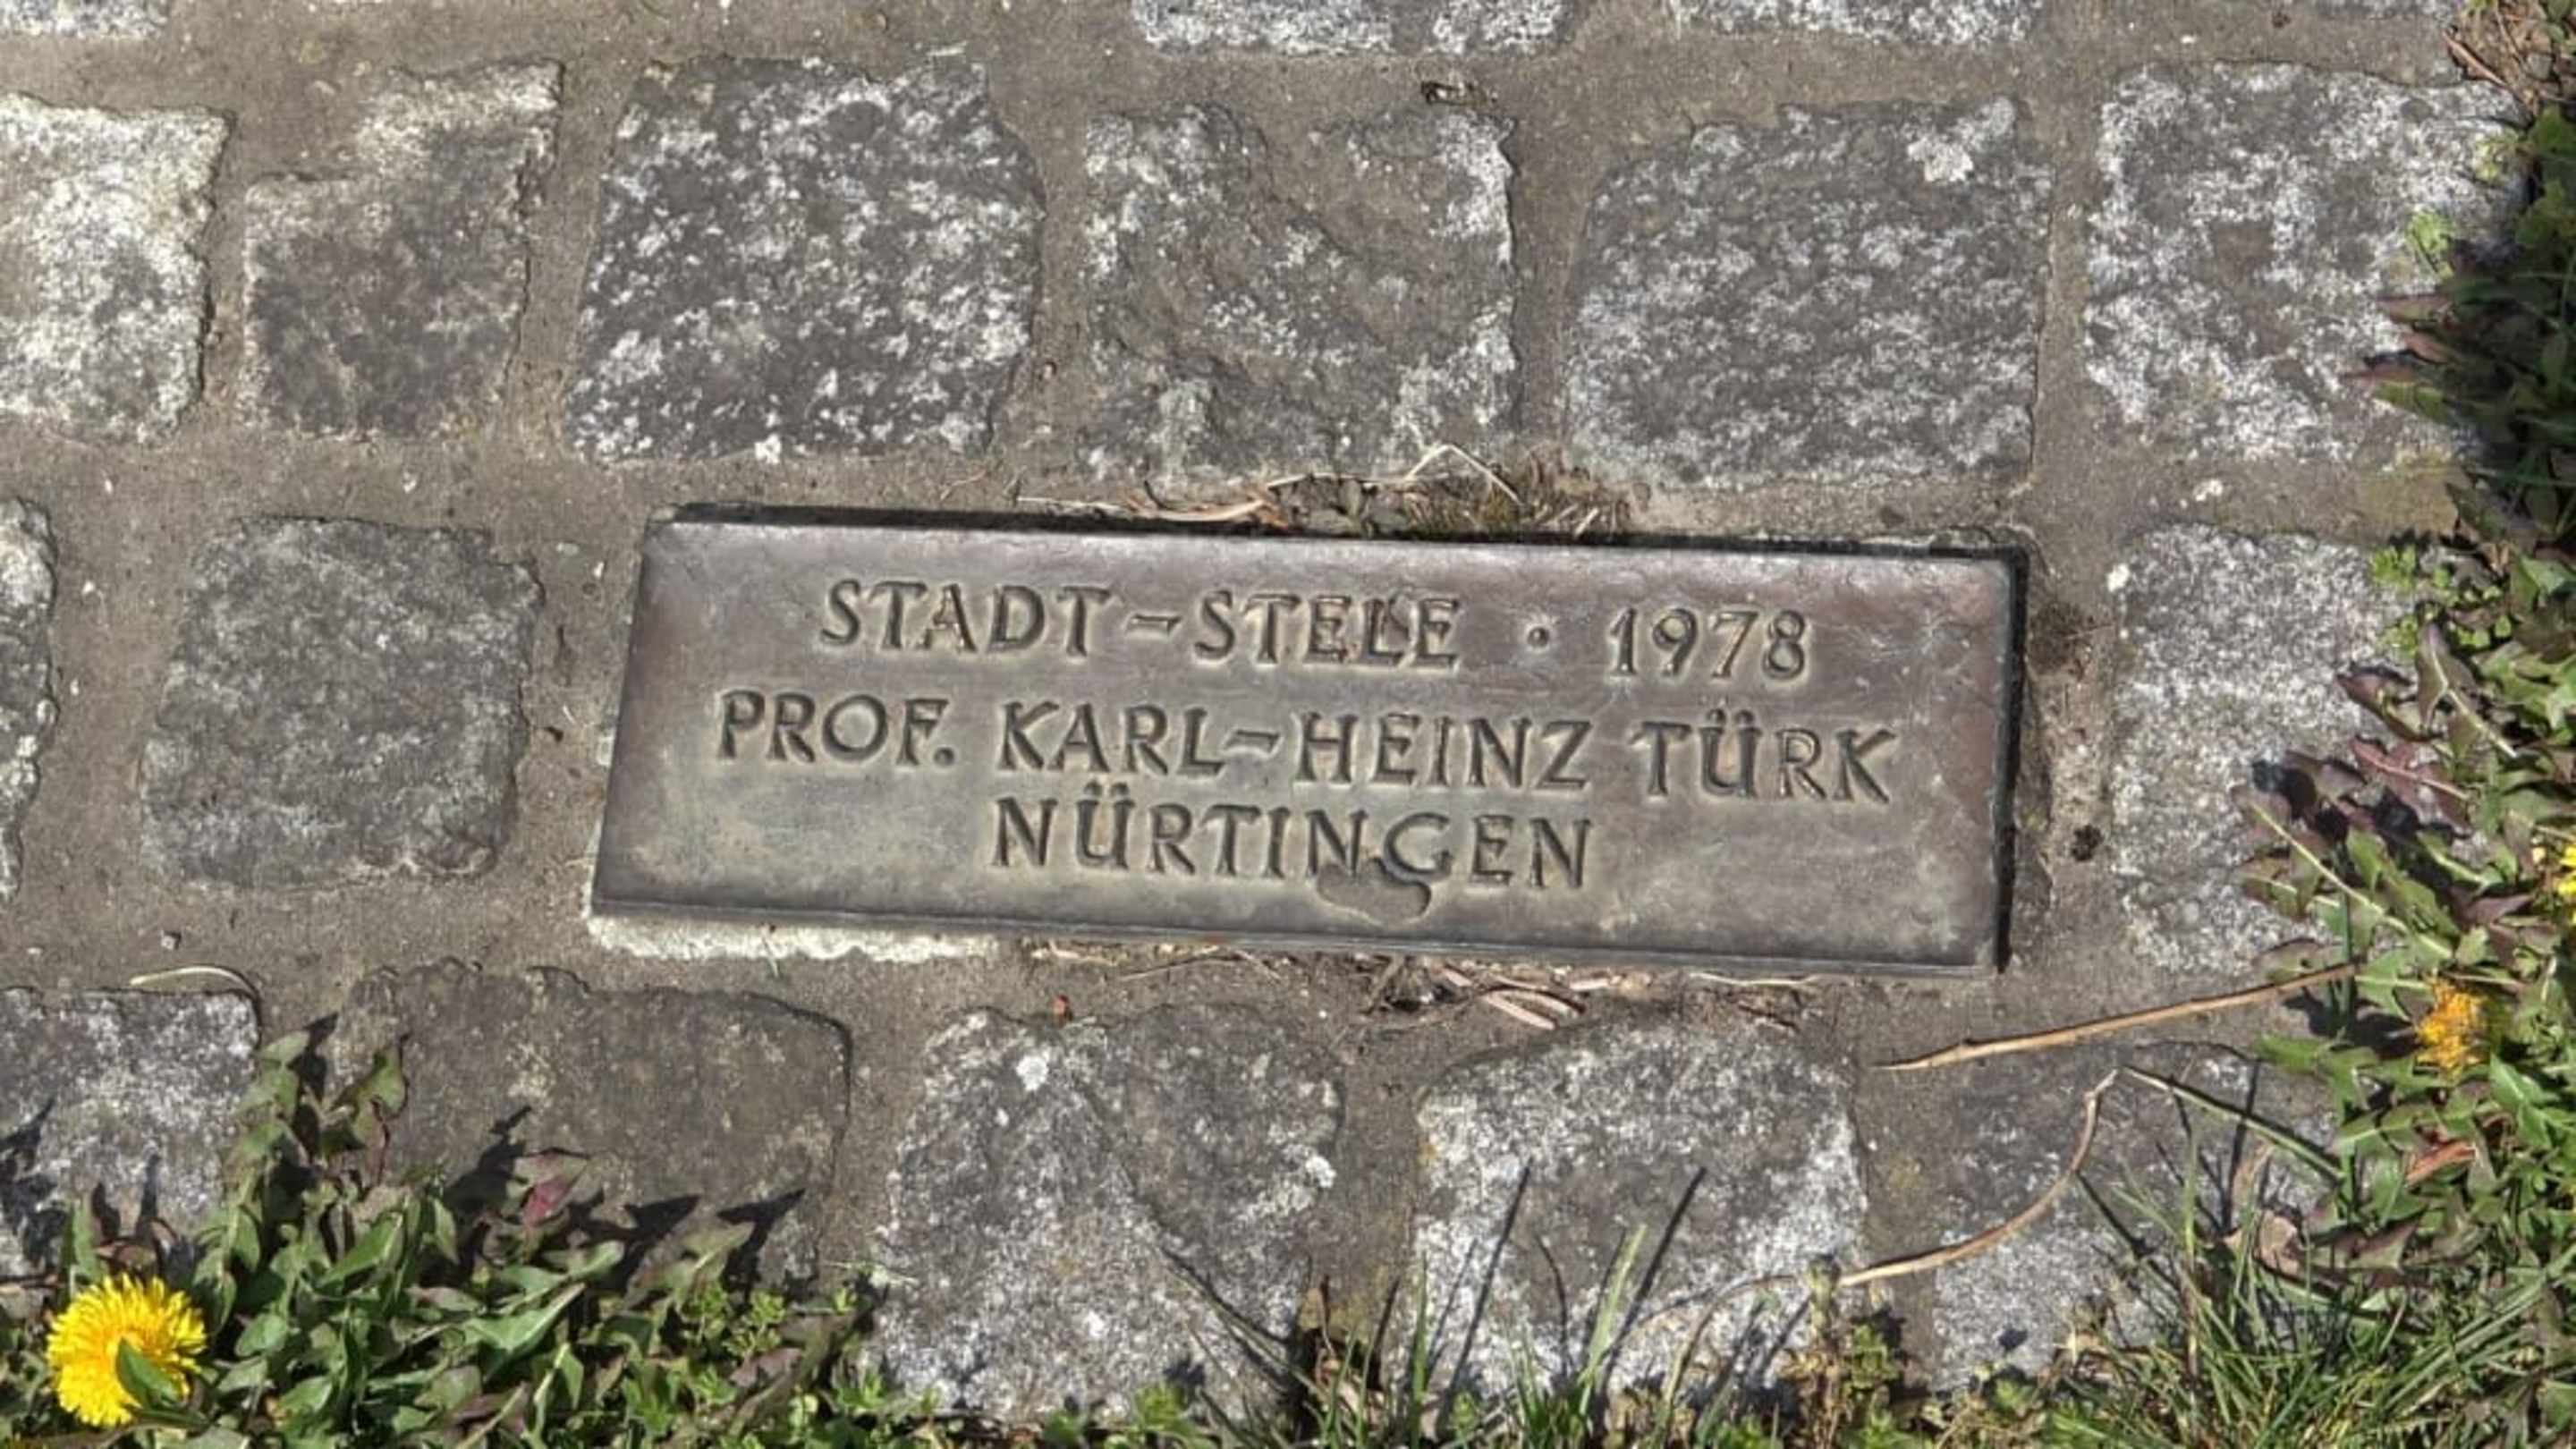 STADT-STELE · 1978
PROF. KARL-HEINZ TÜRK
NÜRTINGEN